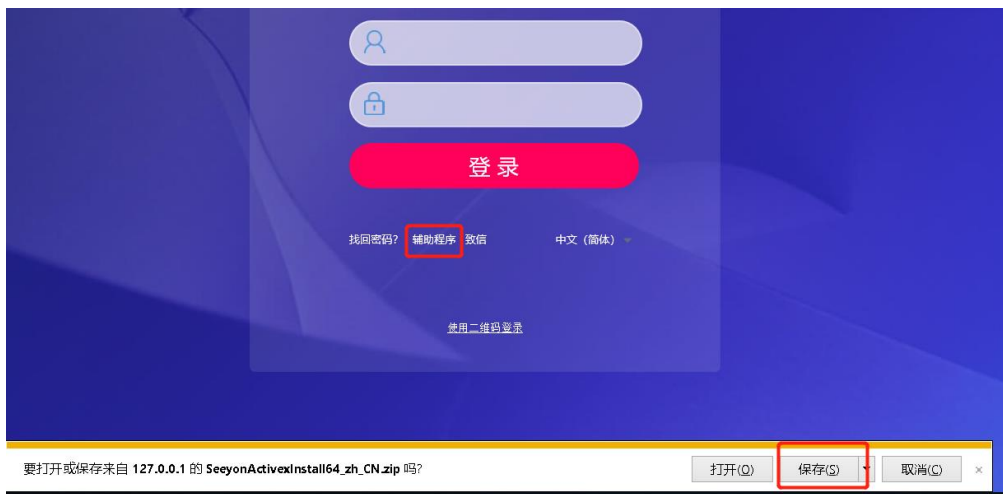 登录
找回密码? 辅助程序 致信 中文（简体）
使用二维码登录
要打开或保存来自 127.0.0.1 的 SeeyonActivexInstall64_zh_CN.zip 吗? 打开(O) 保存(S) 取消(C) ×